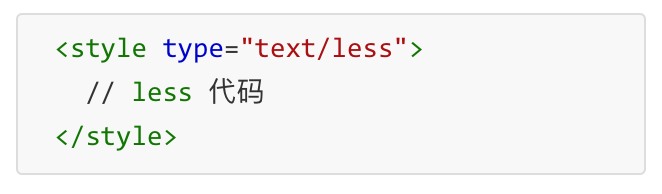 <style type="text/less">
// less 代码
</style>